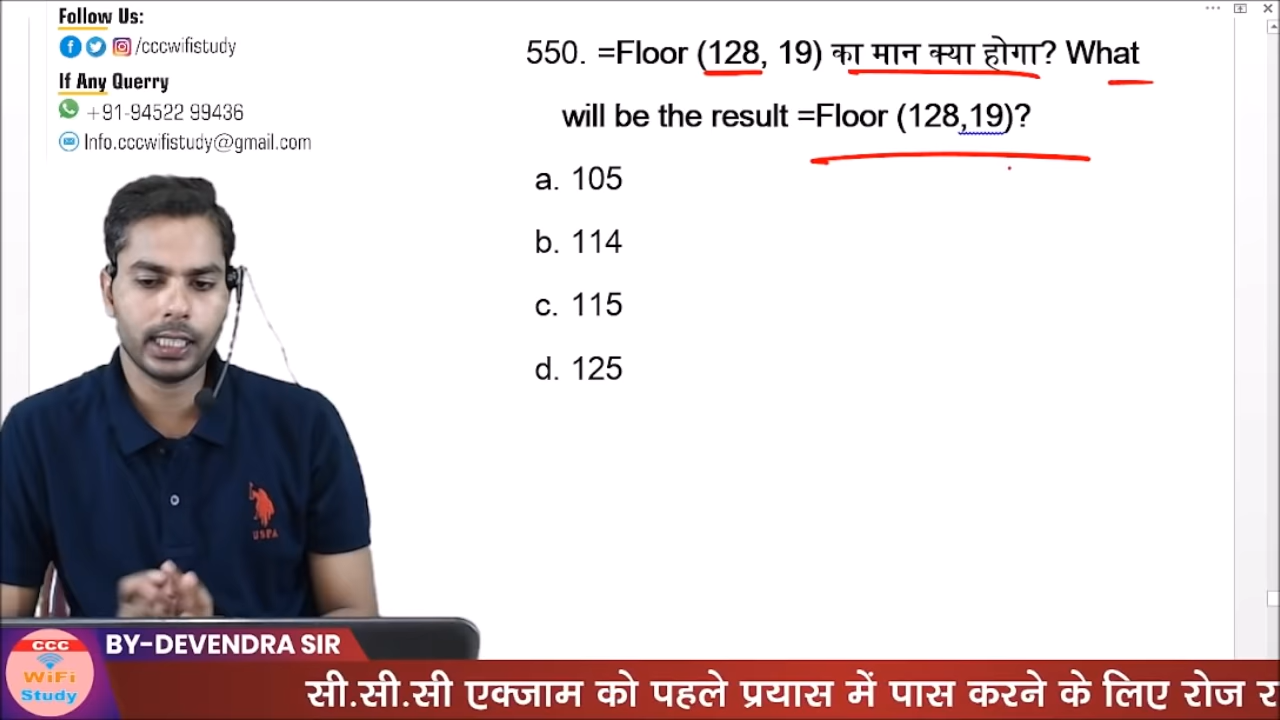 Follow Us:
/cccwifistudy
If Any Querry
+91-94522 99436
Info.cccwifistudy@gmail.com
550. =Floor (128, 19) का मान क्या होगा? What
will be the result =Floor (128,19)?
a. 105
b. 114
c. 115
d. 125
USPA
BY-DEVENDRA SIR
CCC
WiFi
Study
सी.सी.सी एक्जाम को पहले प्रयास में पास करने के लिए रोज र